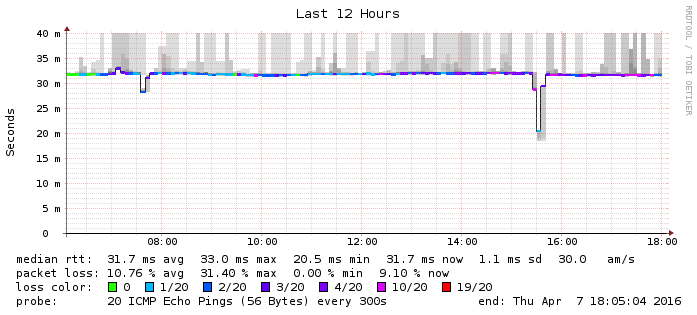 Last 12 Hours
RRDTOOL / TOBI OETIKER
Seconds
40 m
35 m
30 m
25 m
20 m
15 m
10 m
5 m
0
08:00 10:00 12:00 14:00 16:00 18:00
median rtt: 31.7 ms avg 33.0 ms max 20.5 ms min 31.7 ms now 1.1 ms sd 30.0 am/s
packet loss: 10.76 % avg 31.40 % max 0.00 % min 9.10 % now
loss color: 0 1/20 2/20 3/20 4/20 10/20 19/20
probe: 20 ICMP Echo Pings (56 Bytes) every 300s end: Thu Apr 7 18:05:04 2016